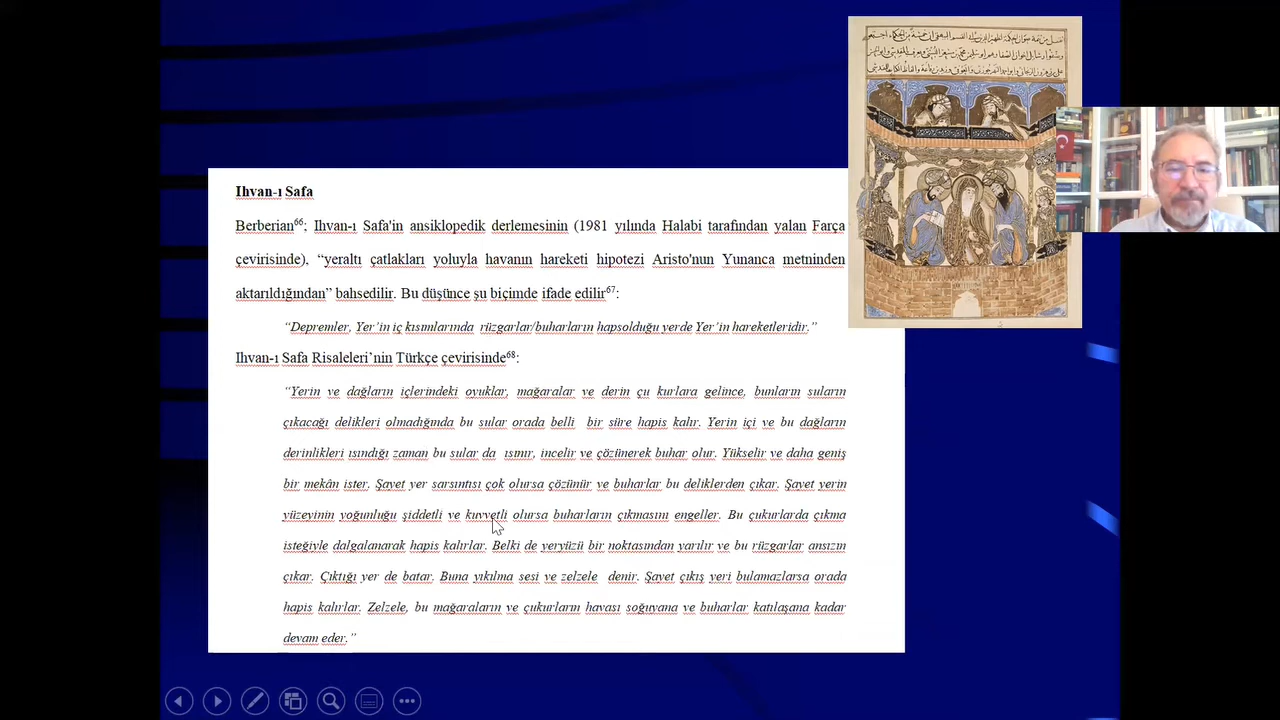 Ihvan-ı Safa
Berberian66; Ihvan-ı Safa'in ansiklopedik derlemesinin (1981 yılında Halabi tarafından yalan Farça
çevirisinde), “yeraltı çatlakları yoluyla havanın hareketi hipotezi Aristo'nun Yunanca metninden
aktarıldığından” bahsedilir. Bu düşünce şu biçimde ifade edilir67:
“Depremler, Yer’in iç kısımlarında rüzgarlar/buharların hapsolduğu yerde Yer’in hareketleridir.”
Ihvan-ı Safa Risaleleri’nin Türkçe çevirisinde68:
“Yerin ve dağların içlerindeki oyuklar, mağaralar ve derin çu kurlara gelince, bunların suların
çıkacağı delikleri olmadığında bu sular orada belli bir süre hapis kalır. Yerin içi ve bu dağların
derinlikleri ısındığı zaman bu sular da ısınır, incelir ve çözünerek buhar olur. Yükselir ve daha geniş
bir mekân ister. Şayet yer sarsıntısı çok olursa çözünür ve buharlar bu deliklerden çıkar. Şayet yerin
yüzeyinin yoğunluğu şiddetli ve kuvvetli olursa buharların çıkmasını engeller. Bu çukurlarda çıkma
isteğiyle dalgalanarak hapis kalırlar. Belki de yeryüzü bir noktasından yarılır ve bu rüzgarlar ansızın
çıkar. Çıktığı yer de batar. Buna yıkılma sesi ve zelzele denir. Şayet çıkış yeri bulamazlarsa orada
hapis kalırlar. Zelzele, bu mağaraların ve çukurların havası soğuyana ve buharlar katılaşana kadar
devam eder.”